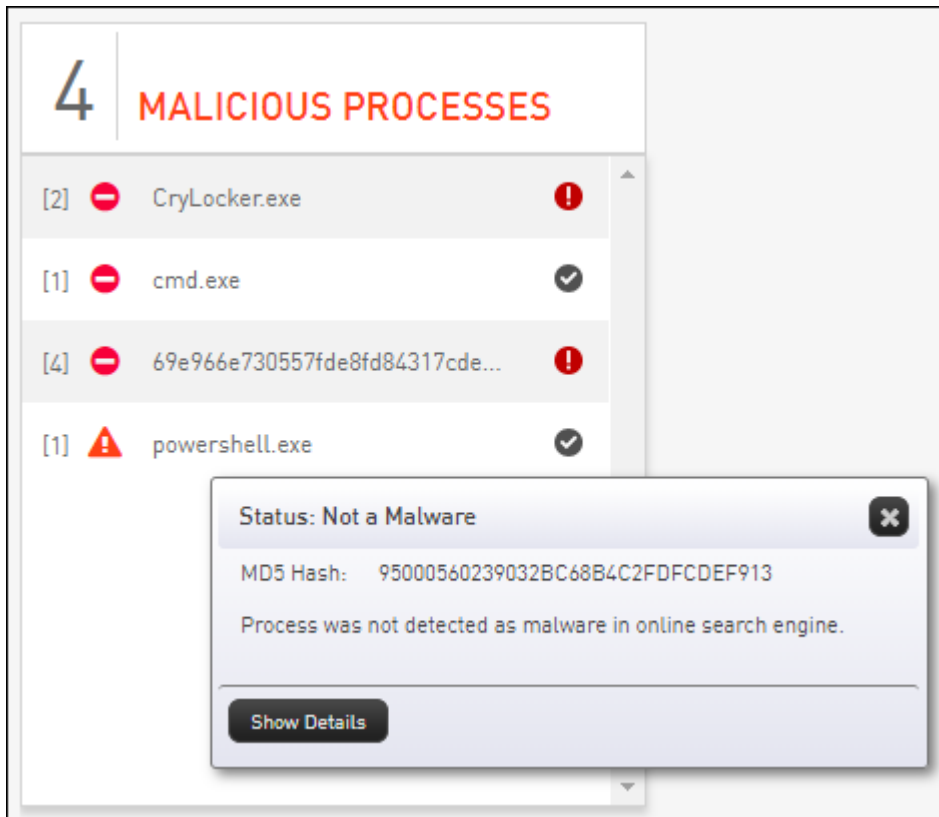 4 MALICIOUS PROCESSES
[2] CryLocker.exe
[1] cmd.exe
[4] 69e966e730557fde8fd84317cde...
[1] powershell.exe
Status: Not a Malware
MD5 Hash: 95000560239032BC68B4C2FDFCDEF913
Process was not detected as malware in online search engine.
Show Details